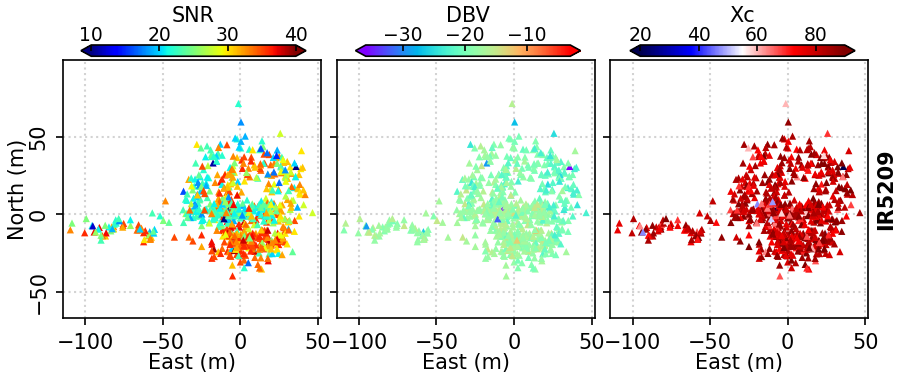 SNR DBV Xc
10 20 30 40 −30 −20 −10 20 40 60 80
North (m)
50
0
−50
−100 −50 0 50 −100 −50 0 50 −100 −50 0 50
East (m) East (m) East (m)
IR5209